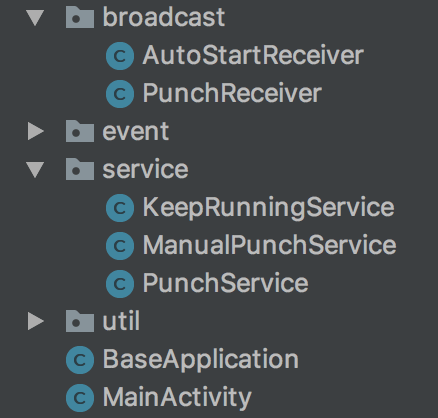 broadcast
C AutoStartReceiver
C PunchReceiver
event
service
C KeepRunningService
C ManualPunchService
C PunchService
util
C BaseApplication
C MainActivity